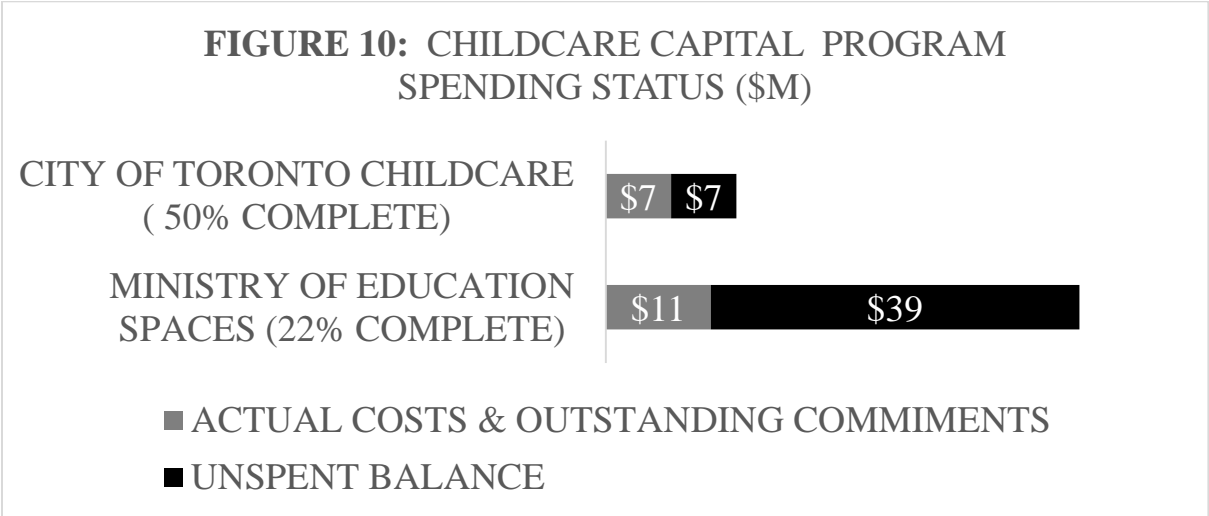 FIGURE 10: CHILDCARE CAPITAL PROGRAM
SPENDING STATUS ($M)
CITY OF TORONTO CHILDCARE
( 50% COMPLETE)
$7 $7
MINISTRY OF EDUCATION
SPACES (22% COMPLETE)
$11 $39
ACTUAL COSTS & OUTSTANDING COMMIMENTS
UNSPENT BALANCE